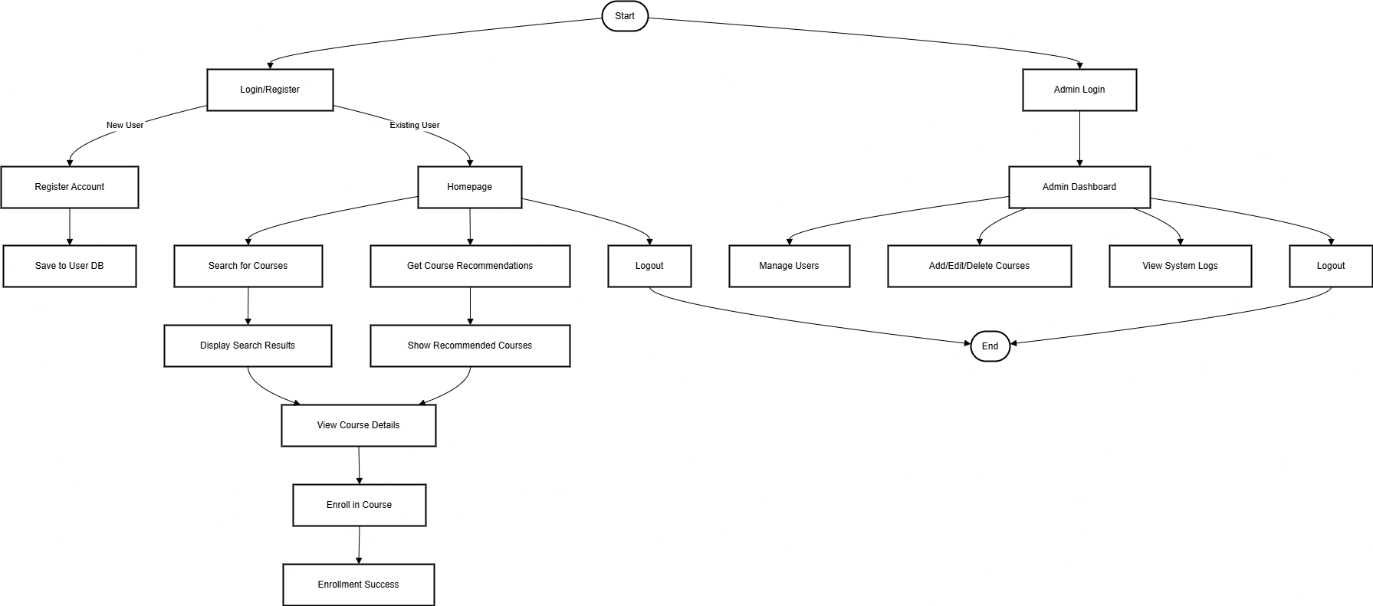 Start
Login/Register
Admin Login
New User
Existing User
Register Account
Homepage
Admin Dashboard
Save to User DB
Search for Courses
Get Course Recommendations
Logout
Manage Users
Add/Edit/Delete Courses
View System Logs
Logout
Display Search Results
Show Recommended Courses
End
View Course Details
Enroll in Course
Enrollment Success